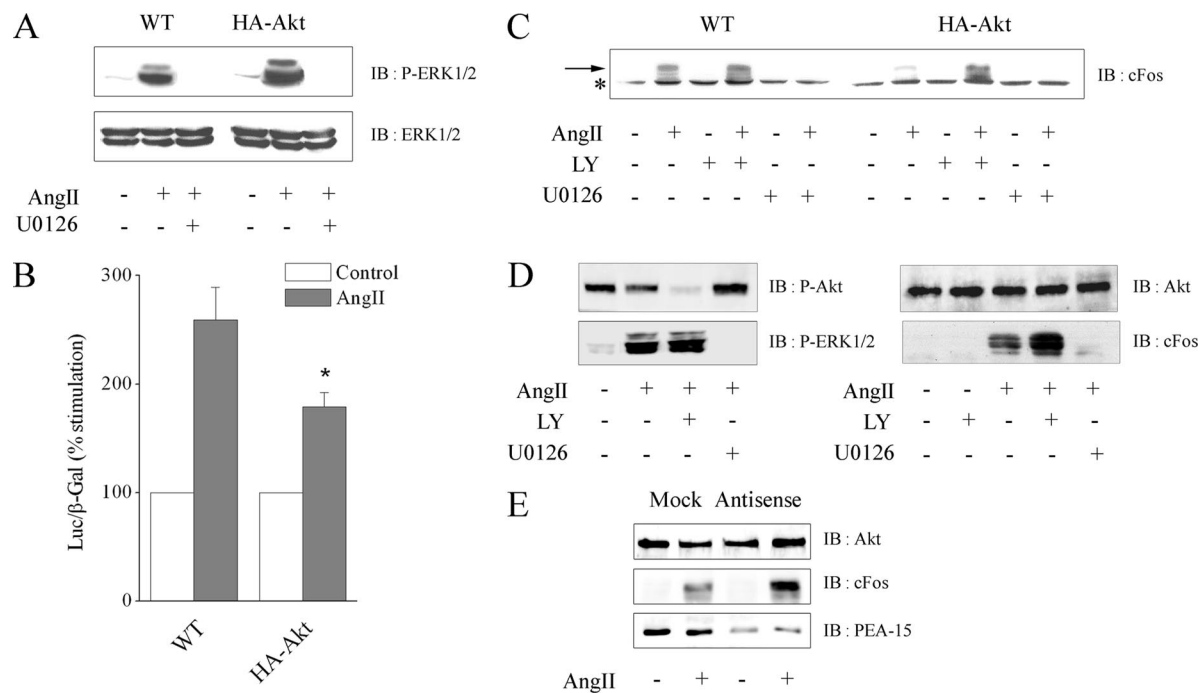 A
WT HA-Akt
IB : P-ERK1/2
IB : ERK1/2
AngII - + + - + +
U0126 - - + - - +
B
Luc/β-Gal (% stimulation)
300
200
100
0
Control
AngII
*
WT
HA-Akt
C
WT HA-Akt
*
IB : cFos
AngII - + - + - + - + - + - +
LY - - + + - - - - + + - -
U0126 - - - - + + - - - - + +
D
IB : P-Akt
IB : P-ERK1/2
AngII - + + +
LY - - + -
U0126 - - - +
IB : Akt
IB : cFos
AngII - - + + +
LY - + - + -
U0126 - - - - +
E
Mock Antisense
IB : Akt
IB : cFos
IB : PEA-15
AngII - + - +